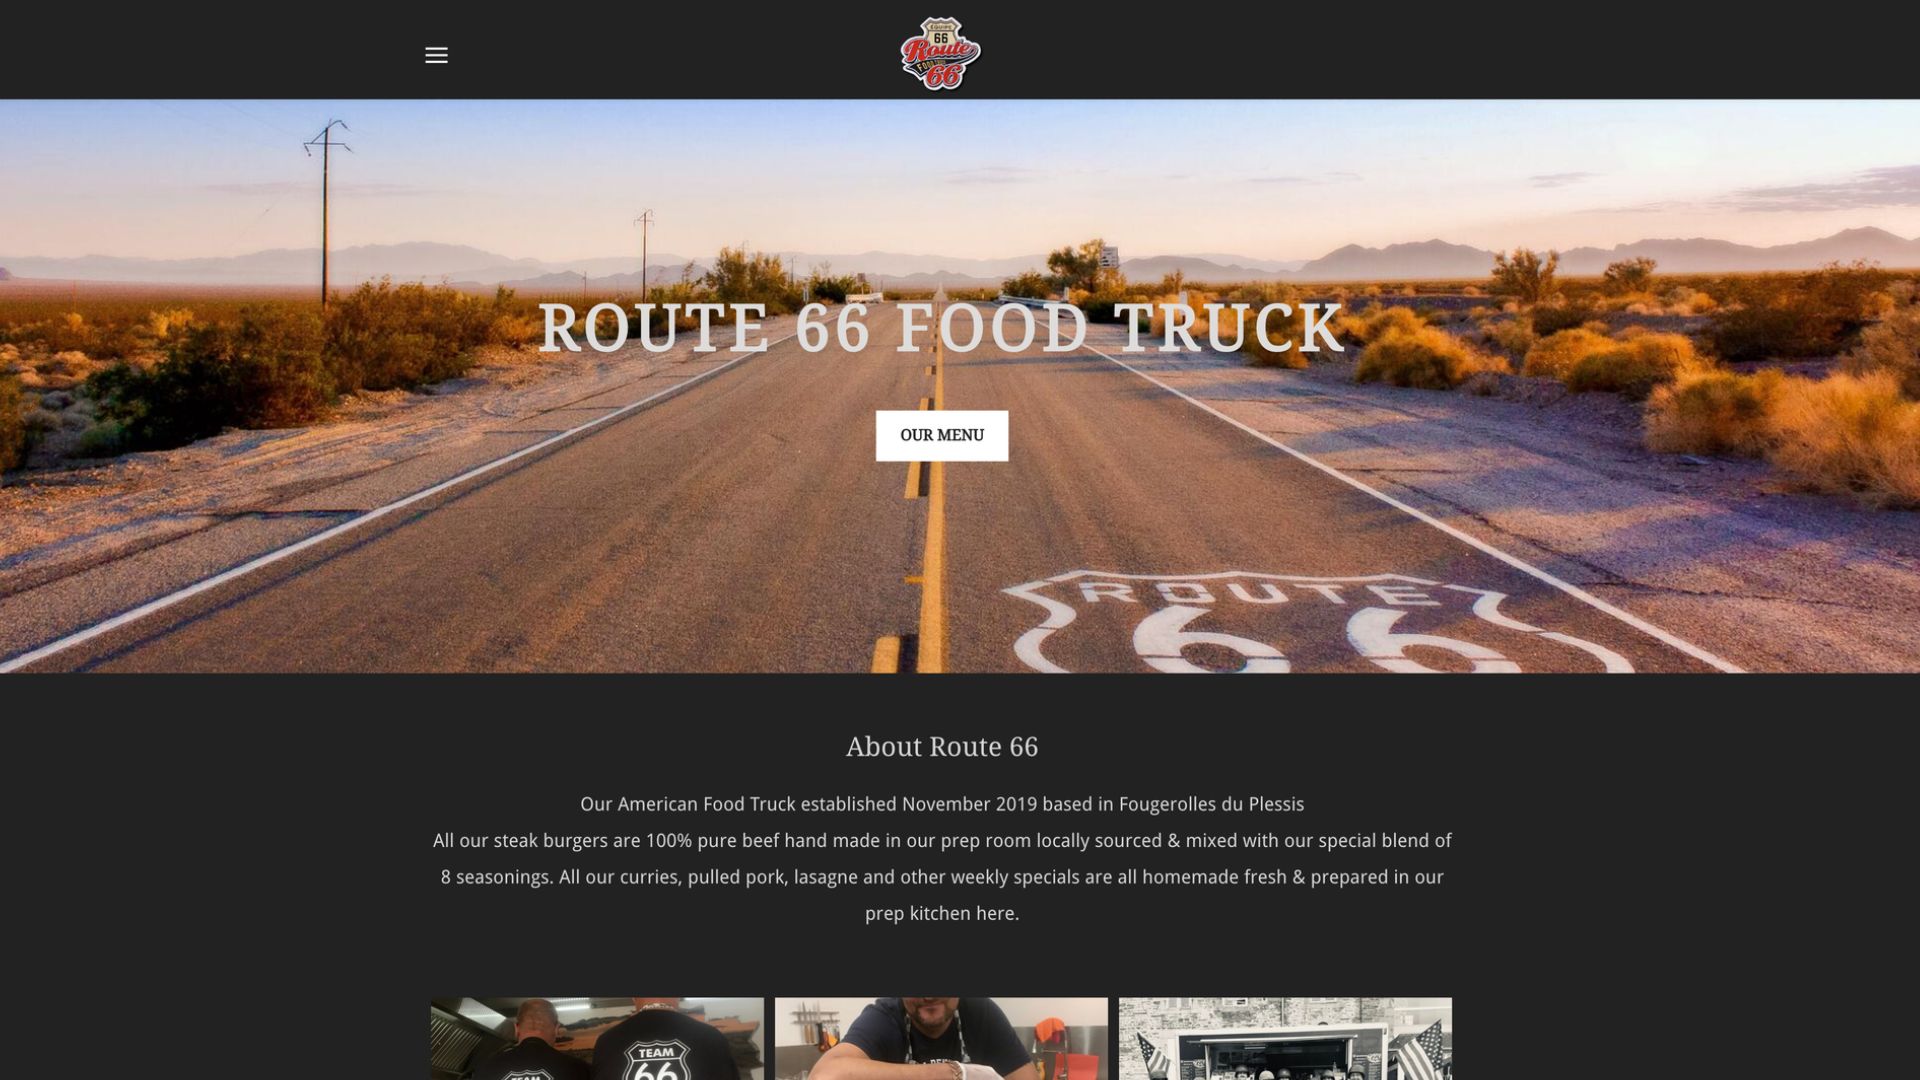 EQUIPE
66
Route
FOOD TRUCK
66
ROUTE 66 FOOD TRUCK
OUR MENU
ROUTE
66
About Route 66
Our American Food Truck established November 2019 based in Fougerolles du Plessis
All our steak burgers are 100% pure beef hand made in our prep room locally sourced & mixed with our special blend of
8 seasonings. All our curries, pulled pork, lasagne and other weekly specials are all homemade fresh & prepared in our
prep kitchen here.
TEAM
66
TEAM